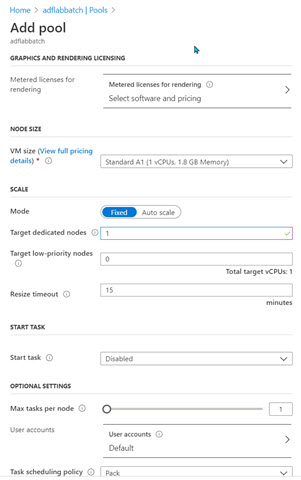 Home > adflabbatch | Pools >
Add pool
adflabbatch
GRAPHICS AND RENDERING LICENSING
Metered licenses for
rendering
Metered licenses for rendering
Select software and pricing
NODE SIZE
VM size (View full pricing
details) *
Standard A1 (1 vCPUs, 1.8 GB Memory)
SCALE
Mode
Fixed Auto scale
Target dedicated nodes
1
Target low-priority nodes
0
Total target vCPUs: 1
Resize timeout
15
minutes
START TASK
Start task
Disabled
OPTIONAL SETTINGS
Max tasks per node
1
User accounts
User accounts
Default
Task scheduling policy
Pack